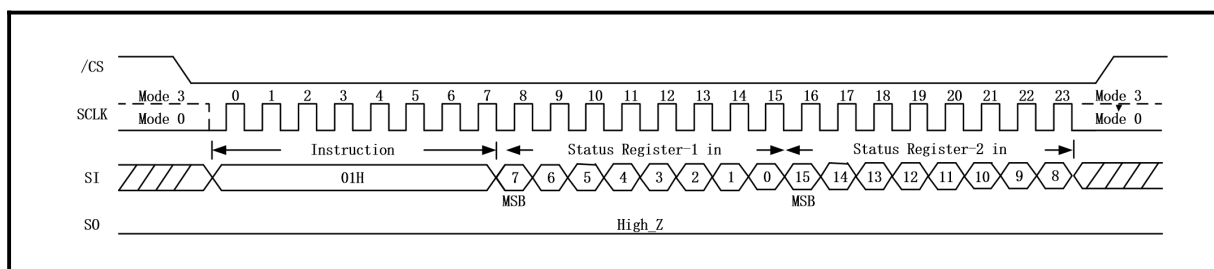 /CS
Mode 3 0 1 2 3 4 5 6 7 8 9 10 11 12 13 14 15 16 17 18 19 20 21 22 23 Mode 3
SCLK
Mode 0 Mode 0
Instruction Status Register-1 in Status Register-2 in
SI 01H 7 6 5 4 3 2 1 0 15 14 13 12 11 10 9 8
MSB MSB
SO High_Z